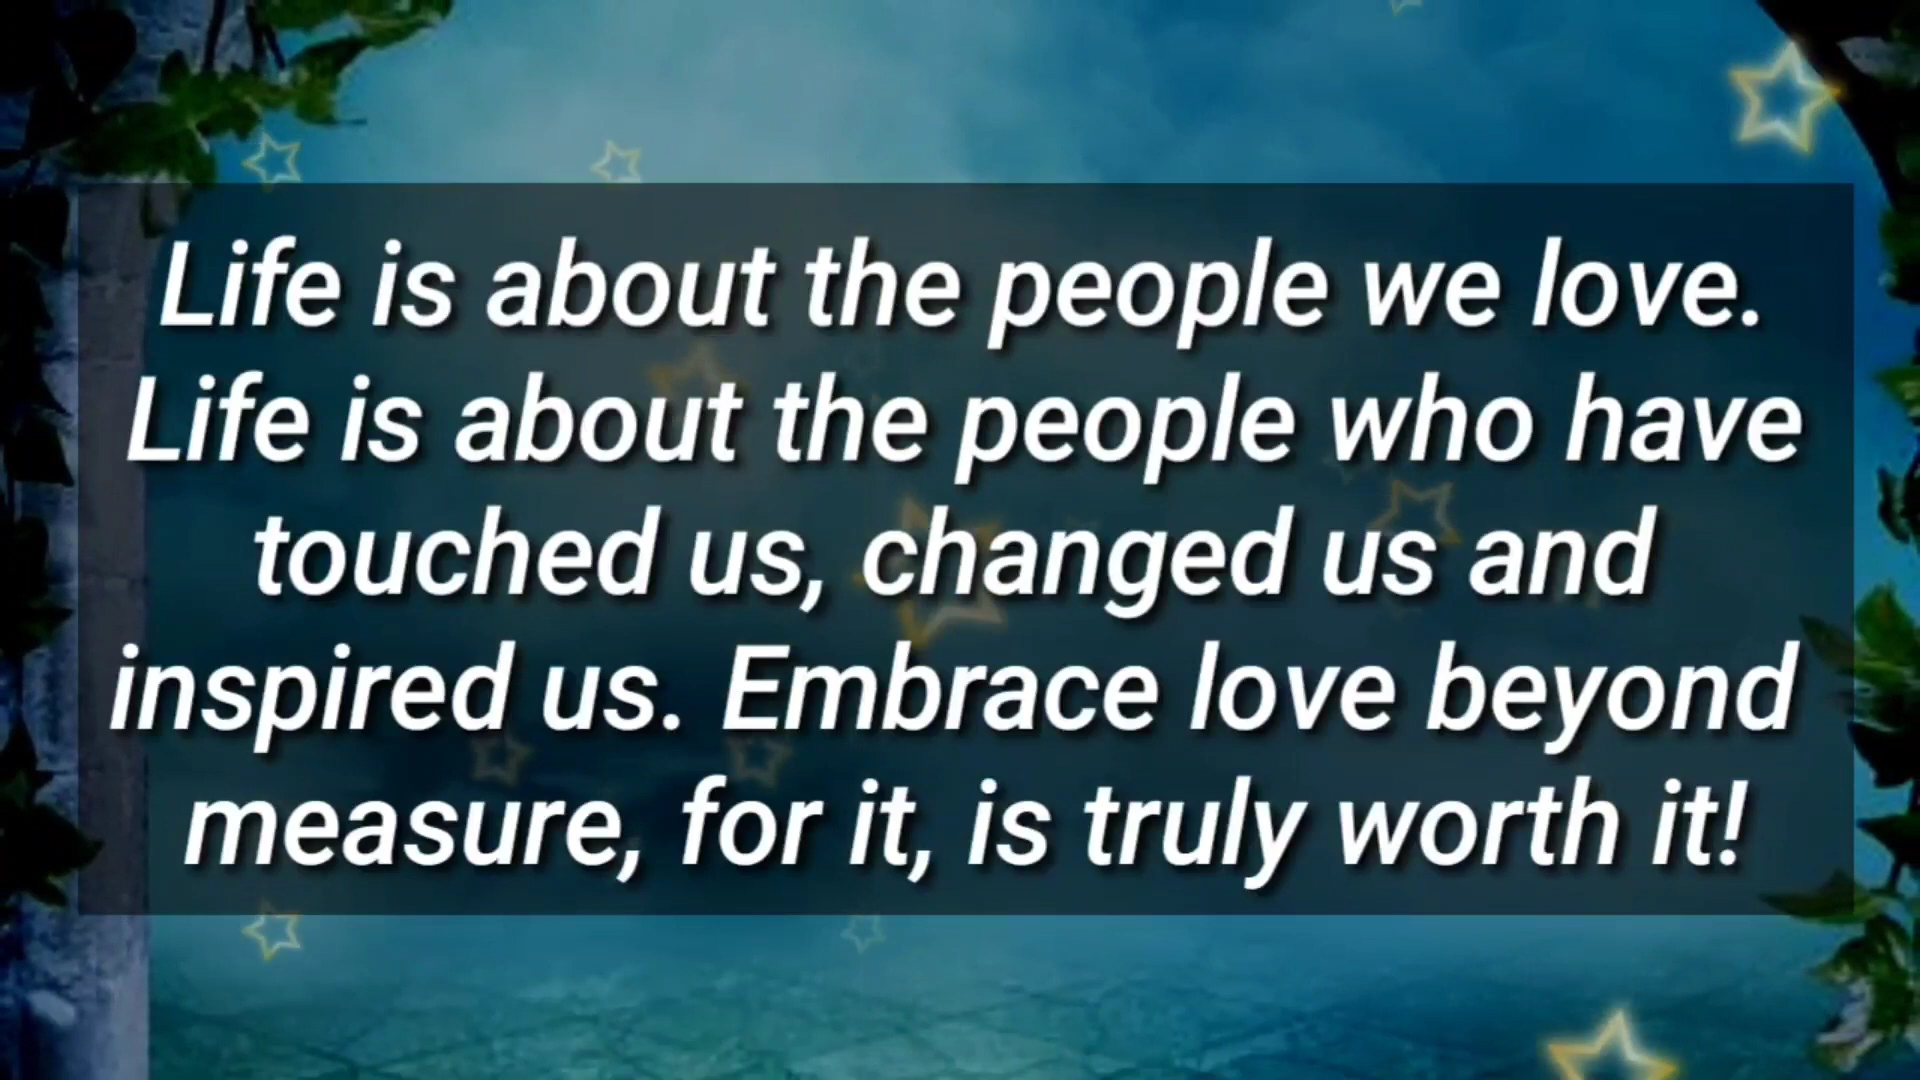 Life is about the people we love.
Life is about the people who have
touched us, changed us and
inspired us. Embrace love beyond
measure, for it, is truly worth it!